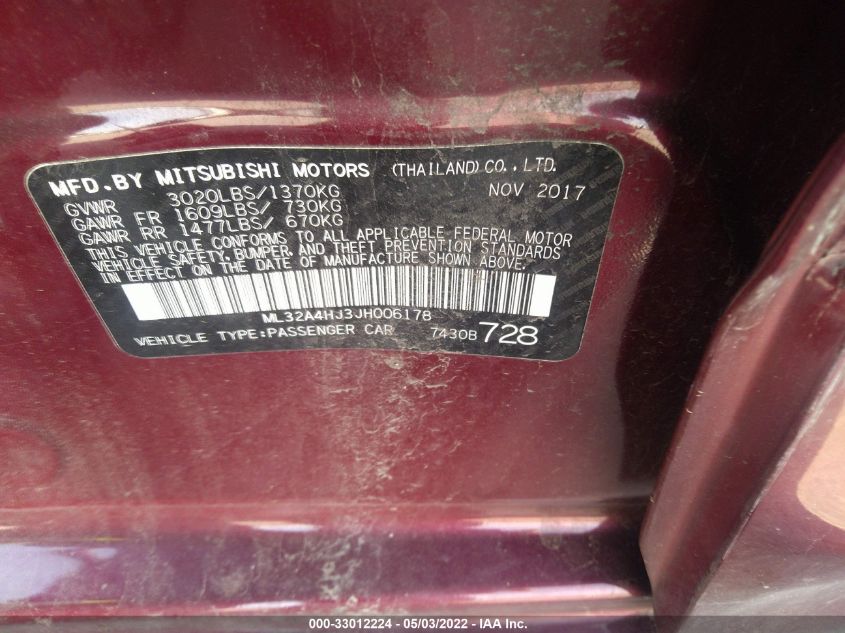 MFD.BY MITSUBISHI MOTORS (THAILAND) CO., LTD.
GVWR 3020LBS/1370KG NOV 2017
GAWR FR 1609LBS/ 730KG
GAWR RR 1477LBS/ 670KG
THIS VEHICLE CONFORMS TO ALL APPLICABLE FEDERAL MOTOR
VEHICLE SAFETY, BUMPER, AND THEFT PREVENTION STANDARDS
IN EFFECT ON THE DATE OF MANUFACTURE SHOWN ABOVE.
ML32A4HJ3JH006178
VEHICLE TYPE:PASSENGER CAR 7430B 728
000-33012224 - 05/03/2022 - IAA Inc.